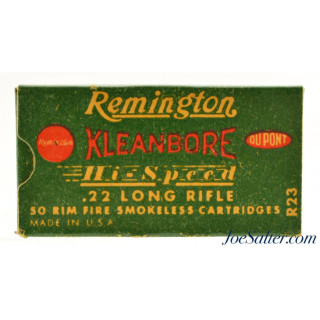 Remington
Remington
KLEANBORE
DU PONT
Hi-Speed
.22 LONG RIFLE
50 RIM FIRE SMOKELESS CARTRIDGES
MADE IN U.S.A.
R23
JoeSalter.com